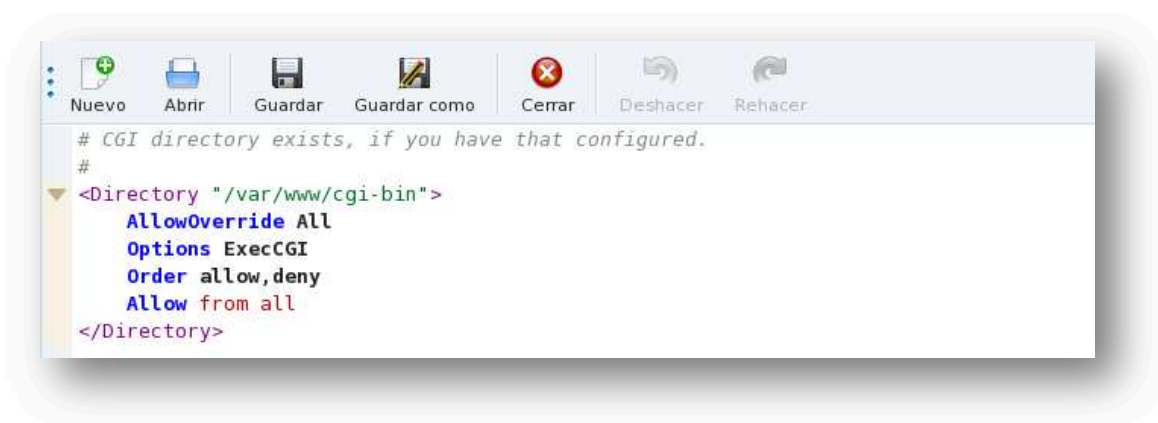 Nuevo Abrir Guardar Guardar como Cerrar Deshacer Rehacer
# CGI directory exists, if you have that configured.
#
<Directory "/var/www/cgi-bin">
    AllowOverride All
    Options ExecCGI
    Order allow,deny
    Allow from all
</Directory>